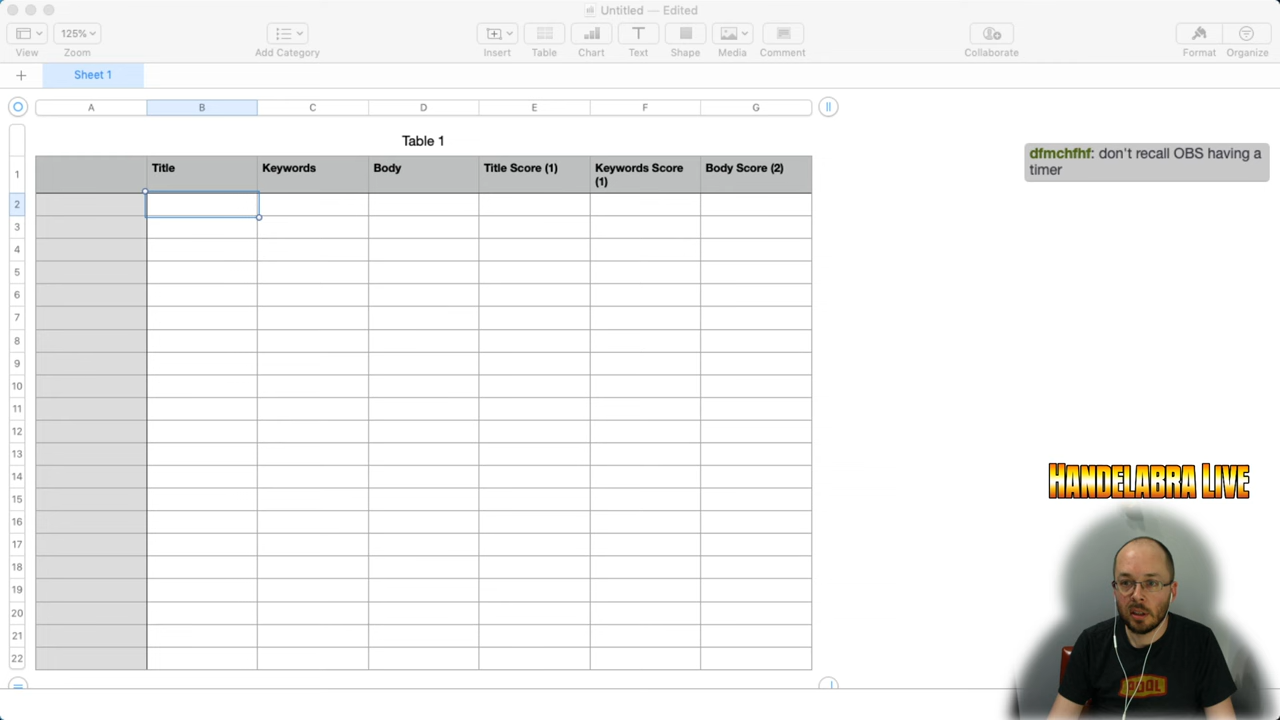 Untitled — Edited
125%
View
Zoom
Add Category
Insert
Table
Chart
Text
Shape
Media
Comment
Collaborate
Format
Organize
Sheet 1
A B C D E F G
Table 1
1 Title Keywords Body Title Score (1) Keywords Score Body Score (2)
(1)
2
3
4
5
6
7
8
9
10
11
12
13
14
15
16
17
18
19
20
21
22
dfmchfhf: don't recall OBS having a
timer
HANDELABRA LIVE
POOL